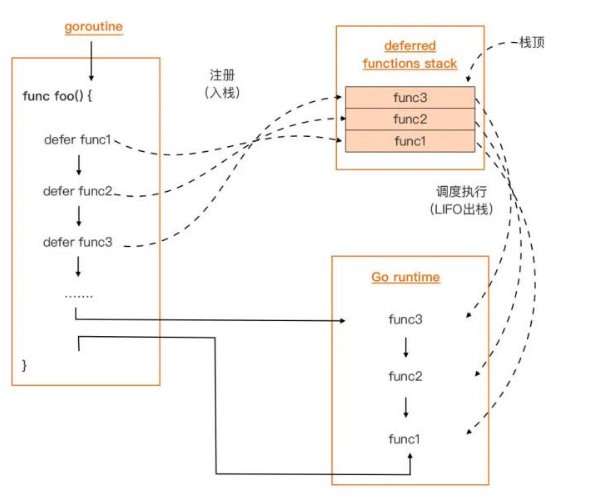 goroutine
func foo() {
defer func1
defer func2
defer func3
.......
}
注册
(入栈)
deferred
functions stack
栈顶
func3
func2
func1
调度执行
(LIFO出栈)
Go runtime
func3
func2
func1